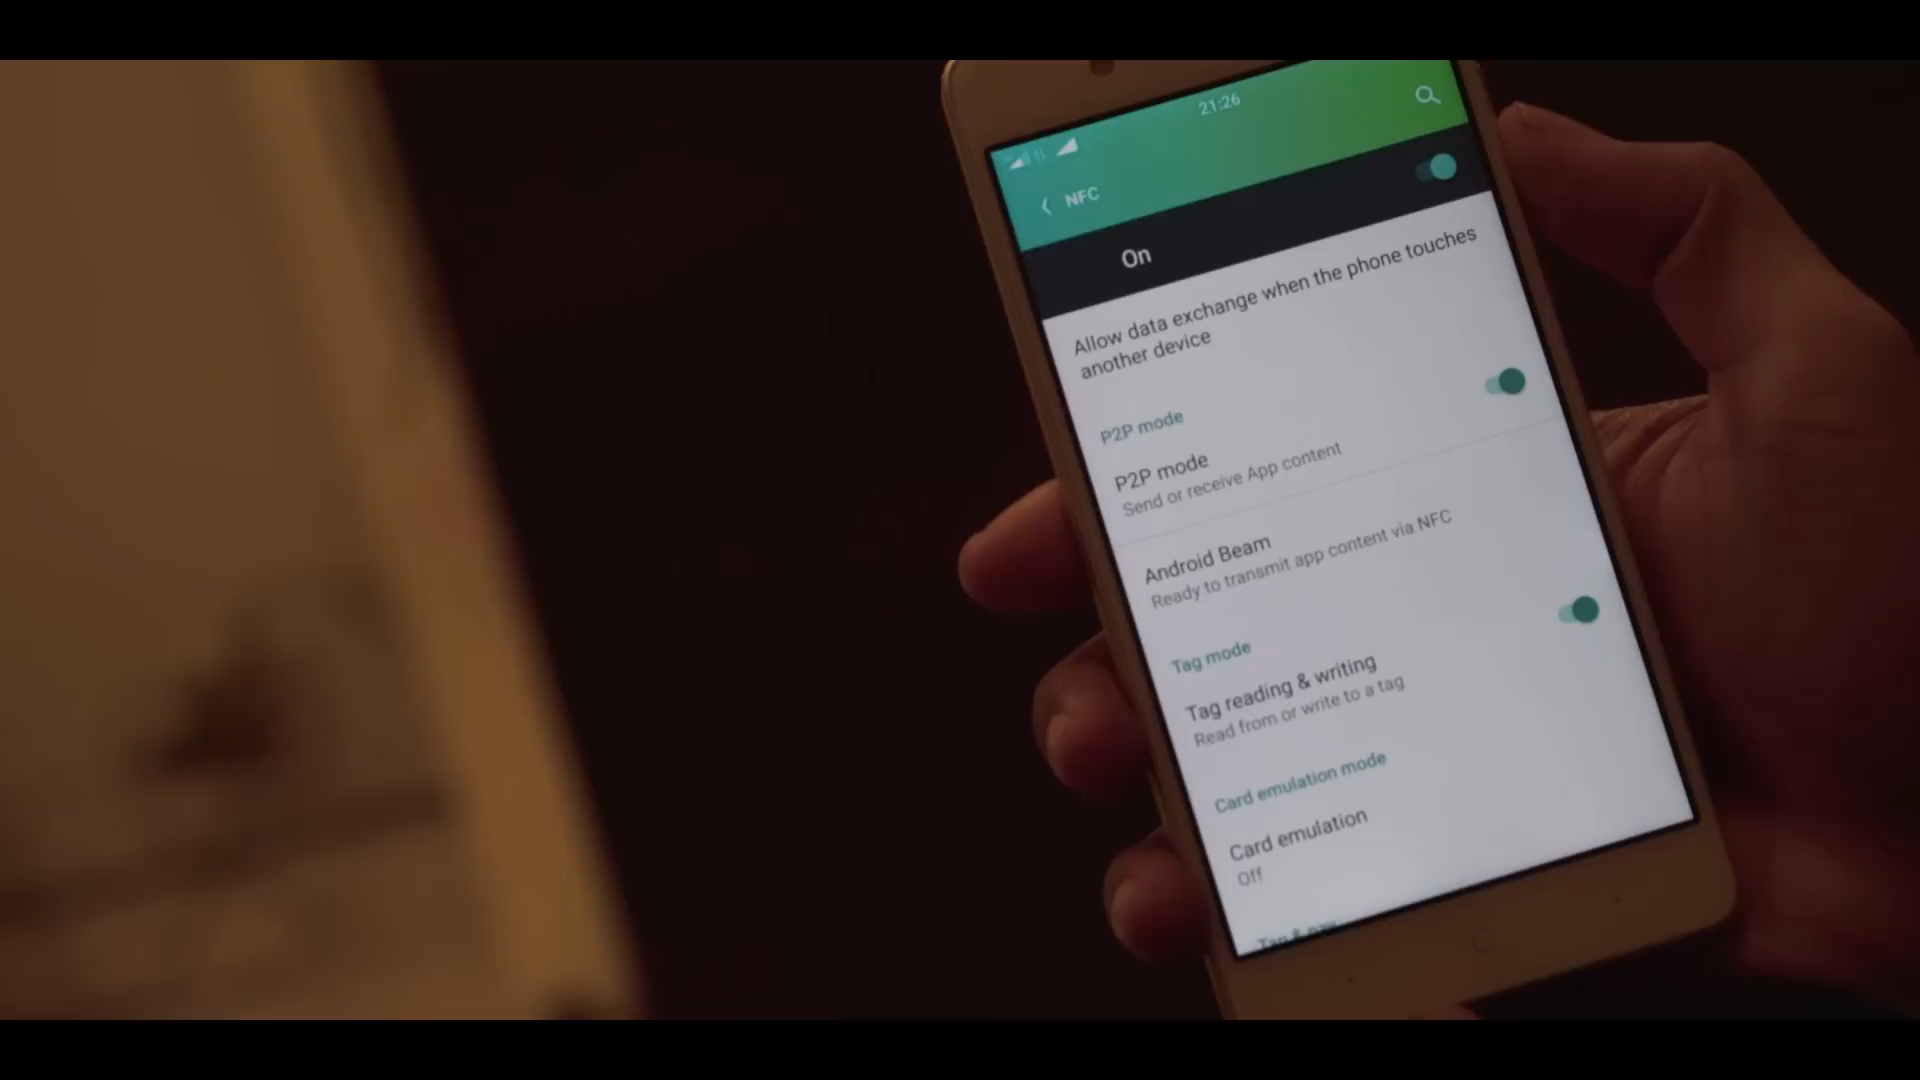 21:26
NFC
On
Allow data exchange when the phone touches
another device
P2P mode
P2P mode
Send or receive App content
Android Beam
Ready to transmit app content via NFC
Tag mode
Tag reading & writing
Read from or write to a tag
Card emulation mode
Card emulation
Off
Tap & pay